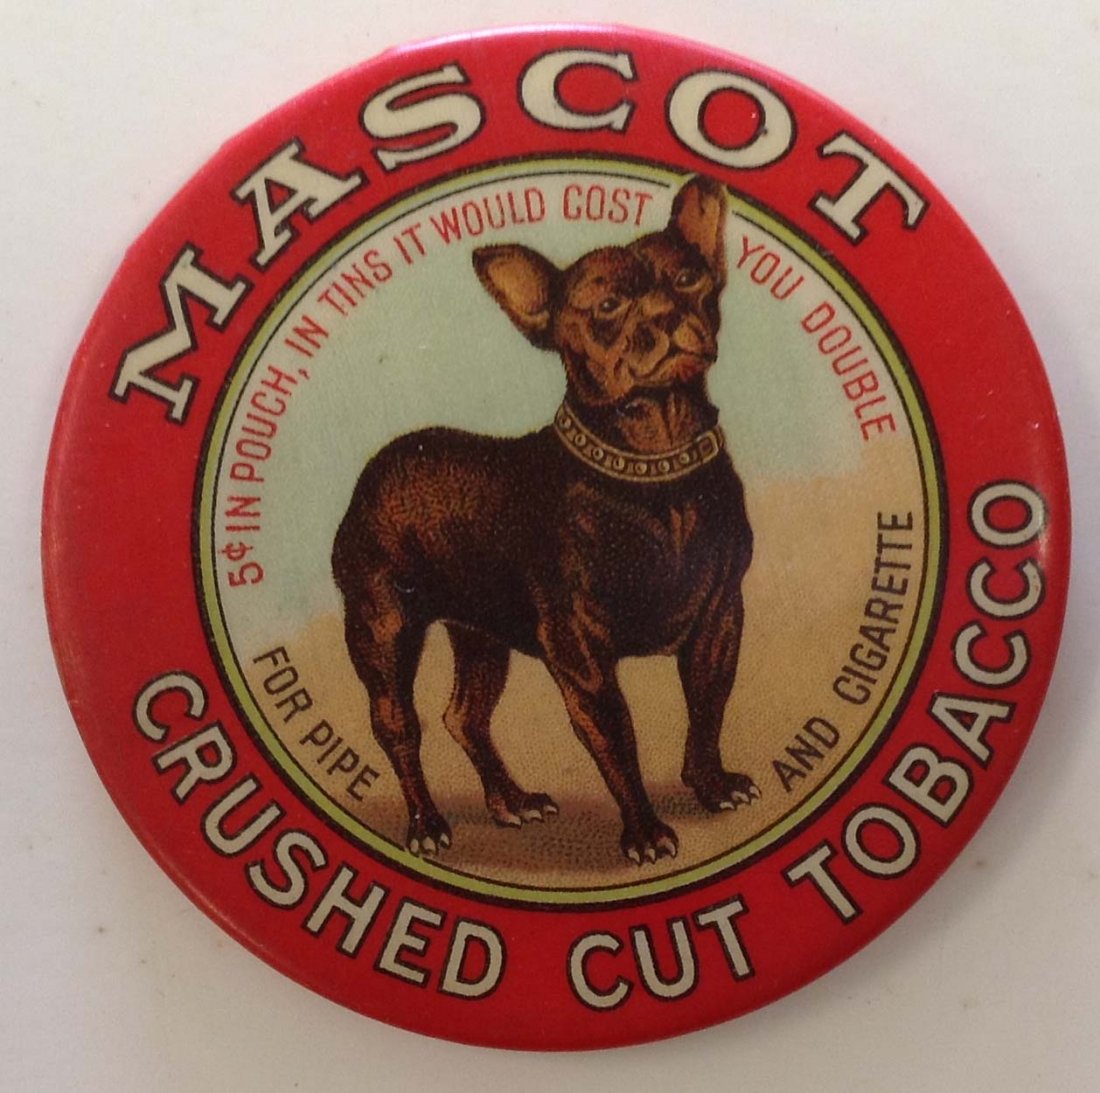 MASCOT
5¢ IN POUCH, IN TINS IT WOULD COST YOU DOUBLE
FOR PIPE AND CIGARETTE
CRUSHED CUT TOBACCO